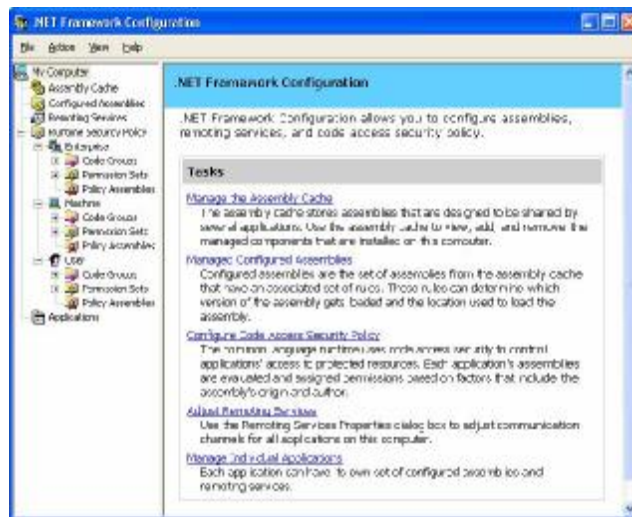 .NET Framework Configuration
File Action View Help
My Computer
Assembly Cache
Configured Assemblies
Remoting Services
Runtime Security Policy
Enterprise
Code Groups
Permission Sets
Policy Assemblies
Machine
Code Groups
Permission Sets
Policy Assemblies
User
Code Groups
Permission Sets
Policy Assemblies
Applications
.NET Framework Configuration
.NET Framework Configuration allows you to configure assemblies,
remoting services, and code access security policy.
Tasks
Manage the Assembly Cache
The assembly cache stores assemblies that are designed to be shared by
several applications. Use the assembly cache to view, add, and remove the
managed components that are installed on this computer.
Managed Configured Assemblies
Configured assemblies are the set of assemblies from the assembly cache
that have an associated set of rules. These rules can determine which
version of the assembly gets loaded and the location used to load the
assembly.
Configure Code Access Security Policy
The common language runtime uses code access security to control
applications' access to protected resources. Each application's assemblies
are evaluated and assigned permissions based on factors that include the
assembly's origin and author.
Adjust Remoting Services
Use the Remoting Services Properties dialog box to adjust communication
channels for all applications on this computer.
Manage Individual Applications
Each application can have its own set of configured assemblies and
remoting services.